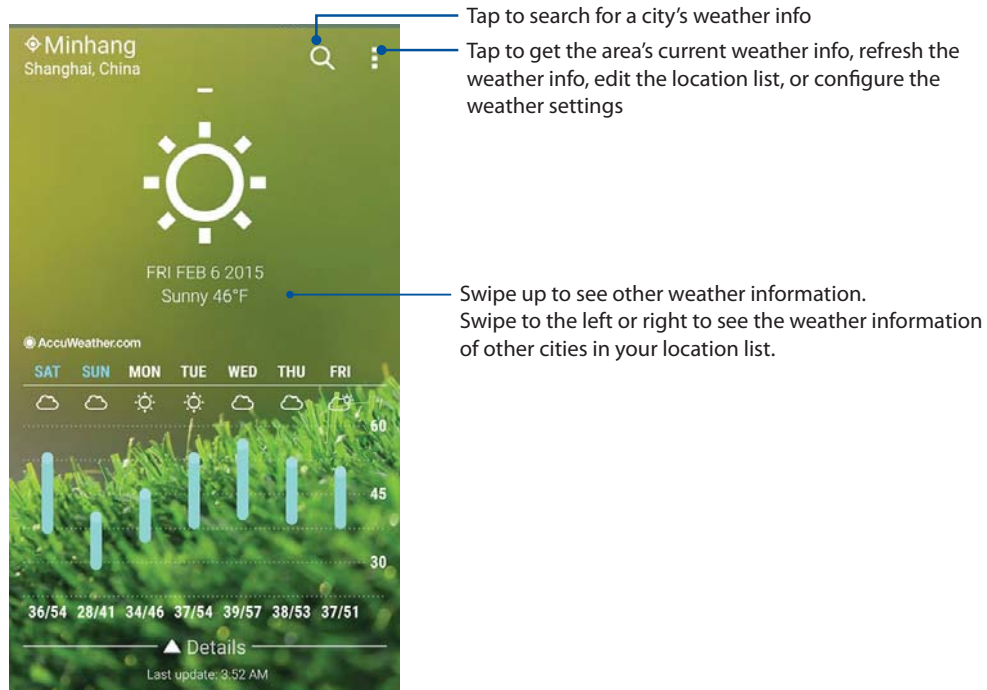 Tap to search for a city's weather info
Tap to get the area's current weather info, refresh the
weather info, edit the location list, or configure the
weather settings
Minhang
Shanghai, China
FRI FEB 6 2015
Sunny 46°F
Swipe up to see other weather information.
Swipe to the left or right to see the weather information
of other cities in your location list.
AccuWeather.com
SAT SUN MON TUE WED THU FRI
60
45
30
36/54 28/41 34/46 37/54 39/57 38/53 37/51
Details
Last update: 3:52 AM